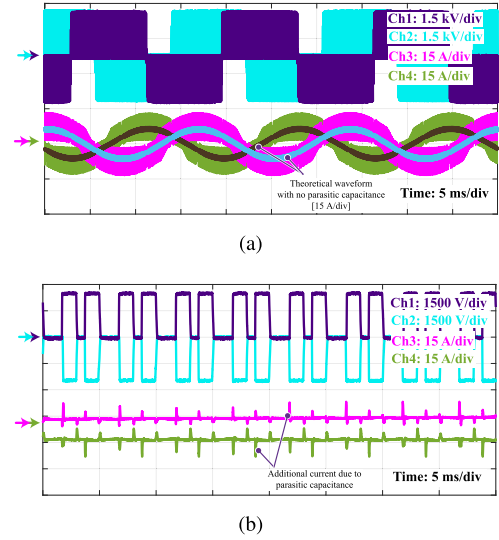 Ch1: 1.5 kV/div
Ch2: 1.5 kV/div
Ch3: 15 A/div
Ch4: 15 A/div
Theoretical waveform
with no parasitic capacitance
[15 A/div]
Time: 5 ms/div
(a)
Ch1: 1500 V/div
Ch2: 1500 V/div
Ch3: 15 A/div
Ch4: 15 A/div
Additional current due to
parasitic capacitance
Time: 5 ms/div
(b)